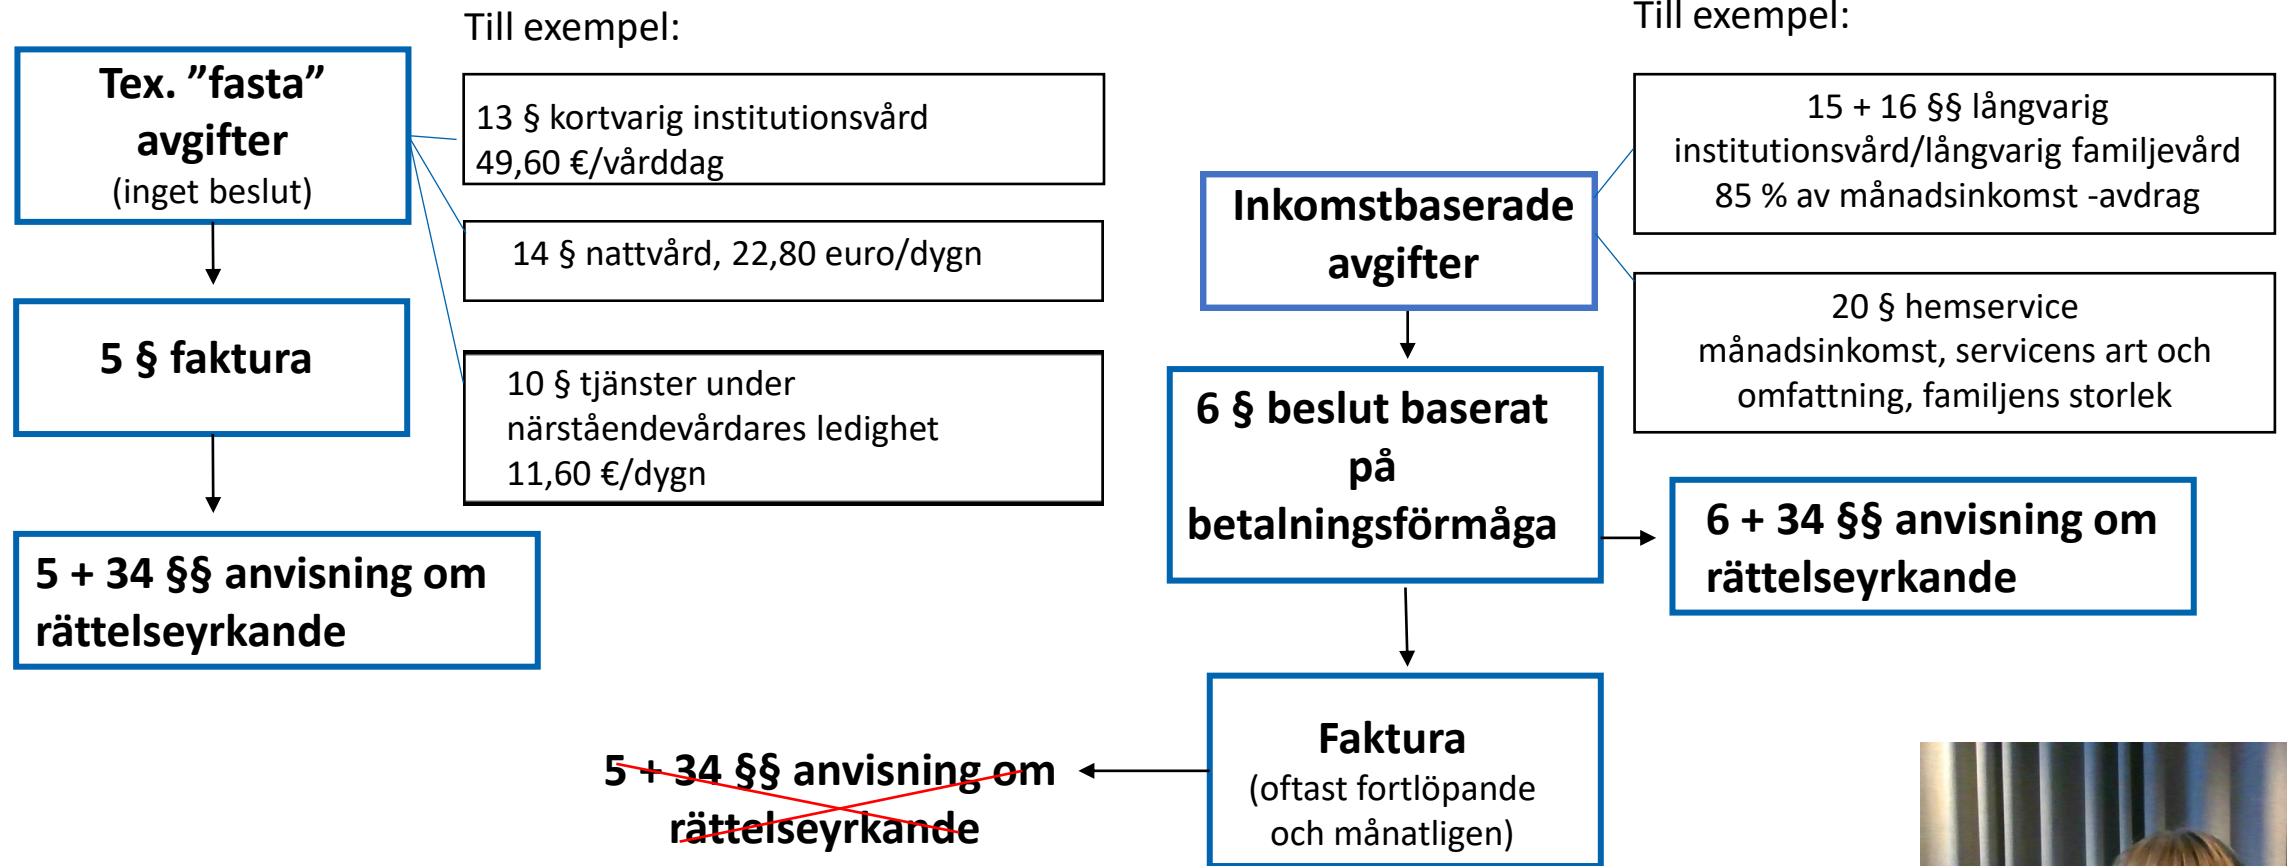 Till exempel:
Tex. ”fasta”
avgifter
(inget beslut)
13 § kortvarig institutionsvård
49,60 €/vårddag
14 § nattvård, 22,80 euro/dygn
10 § tjänster under
närståendevårdares ledighet
11,60 €/dygn
5 § faktura
5 + 34 §§ anvisning om
rättelseyrkande
Till exempel:
Inkomstbaserade
avgifter
15 + 16 §§ långvarig
institutionsvård/långvarig familjevård
85 % av månadsinkomst -avdrag
20 § hemservice
månadsinkomst, servicens art och
omfattning, familjens storlek
6 § beslut baserat
på
betalningsförmåga
6 + 34 §§ anvisning om
rättelseyrkande
Faktura
(oftast fortlöpande
och månatligen)
5 + 34 §§ anvisning om
rättelseyrkande